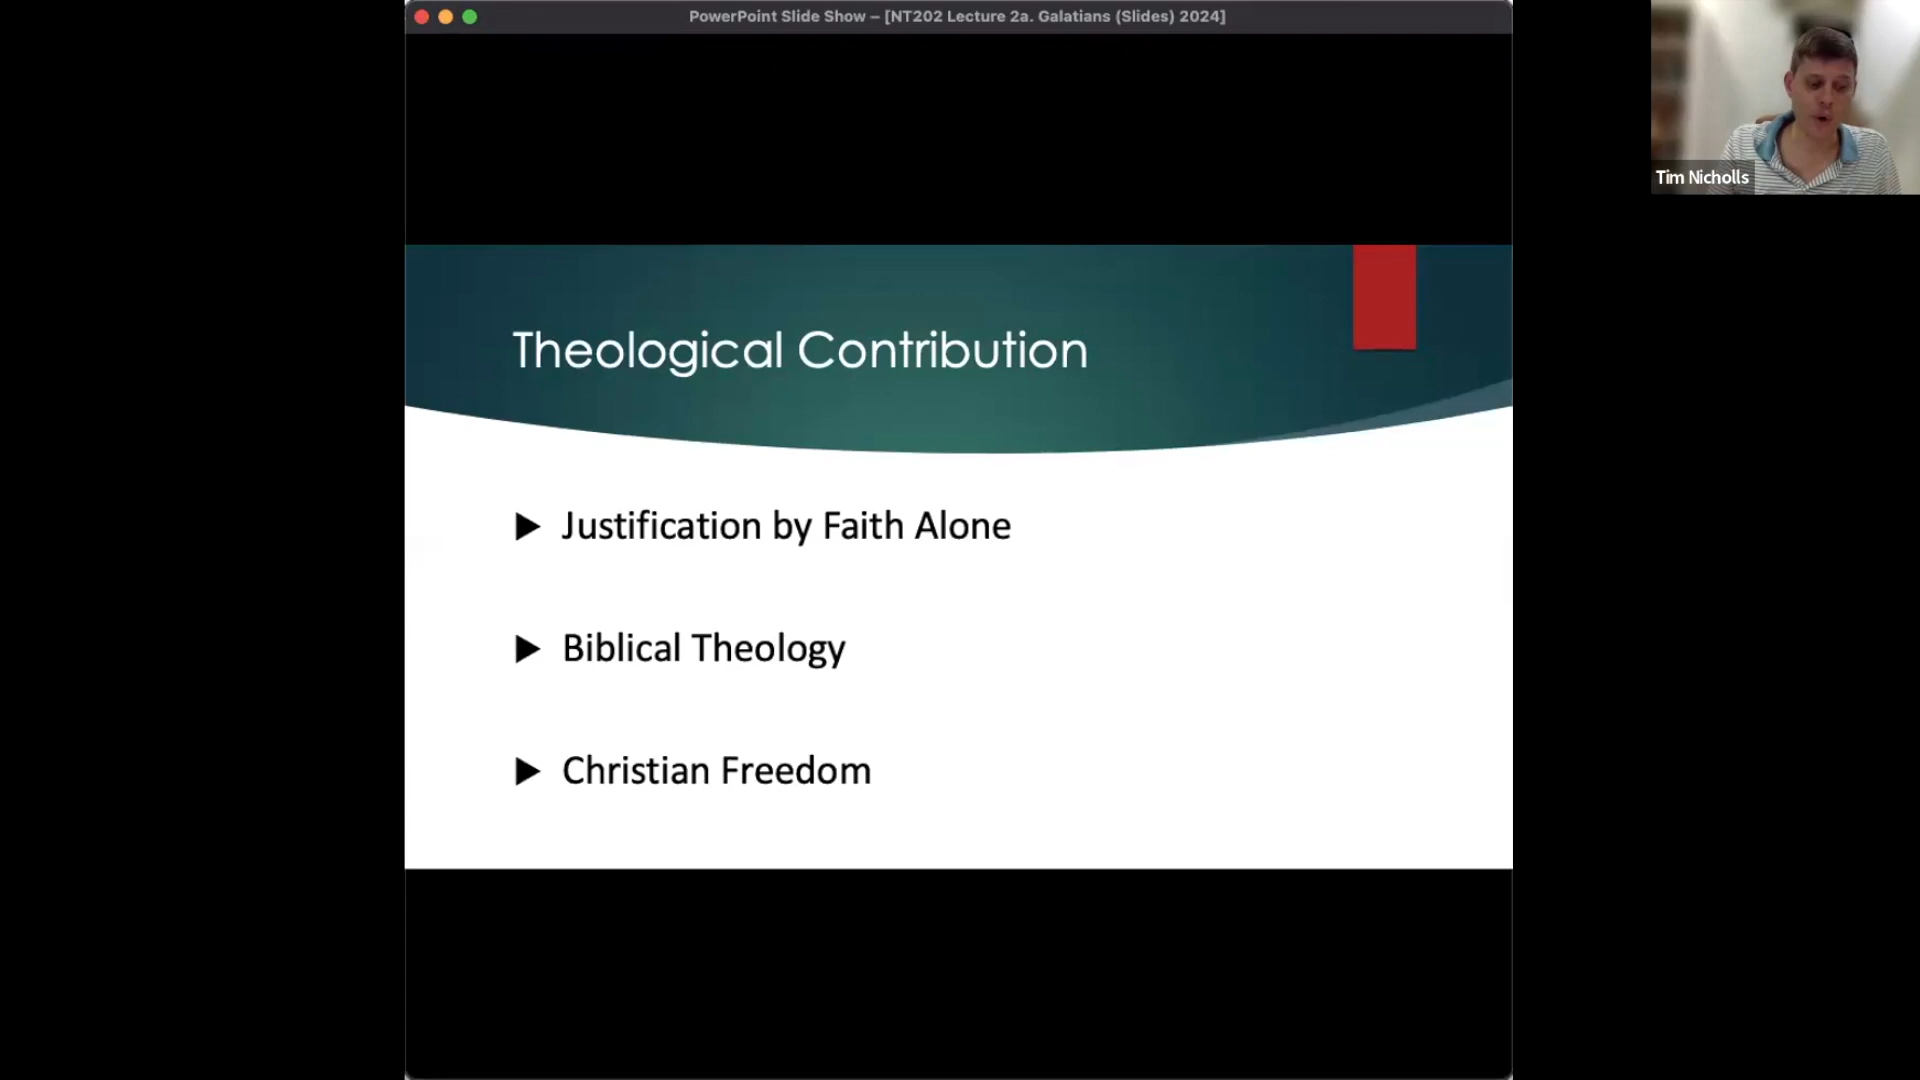 PowerPoint Slide Show – [NT202 Lecture 2a. Galatians (Slides) 2024]
Tim Nicholls
Theological Contribution
Justification by Faith Alone
Biblical Theology
Christian Freedom